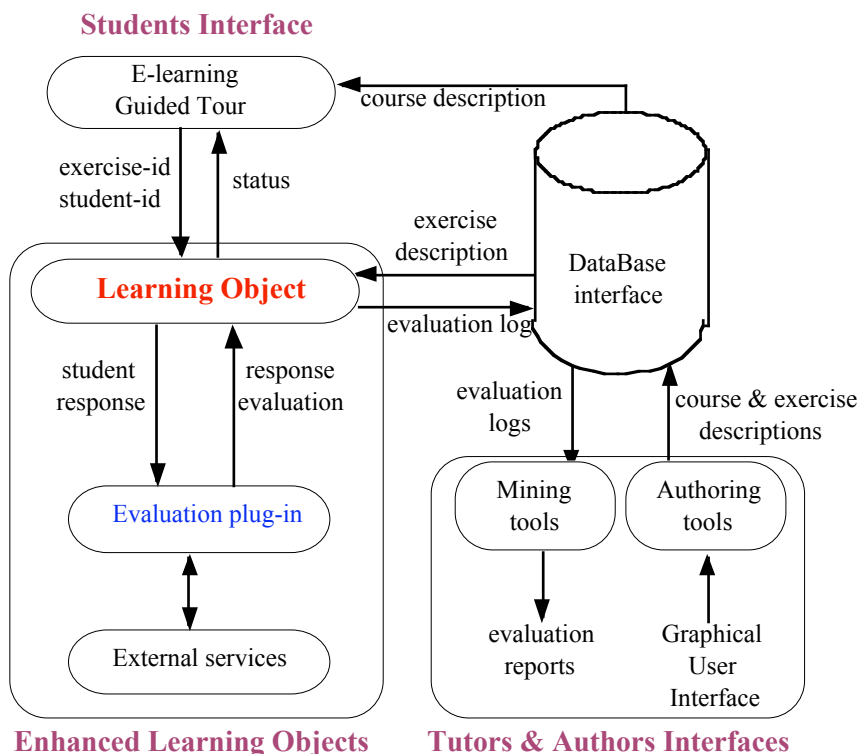 Students Interface
E-learning
Guided Tour
course description
exercise-id
student-id
status
exercise
description
DataBase
interface
Learning Object
evaluation log
student
response
response
evaluation
evaluation
logs
course & exercise
descriptions
Evaluation plug-in
Mining
tools
Authoring
tools
External services
evaluation
reports
Graphical
User
Interface
Enhanced Learning Objects
Tutors & Authors Interfaces